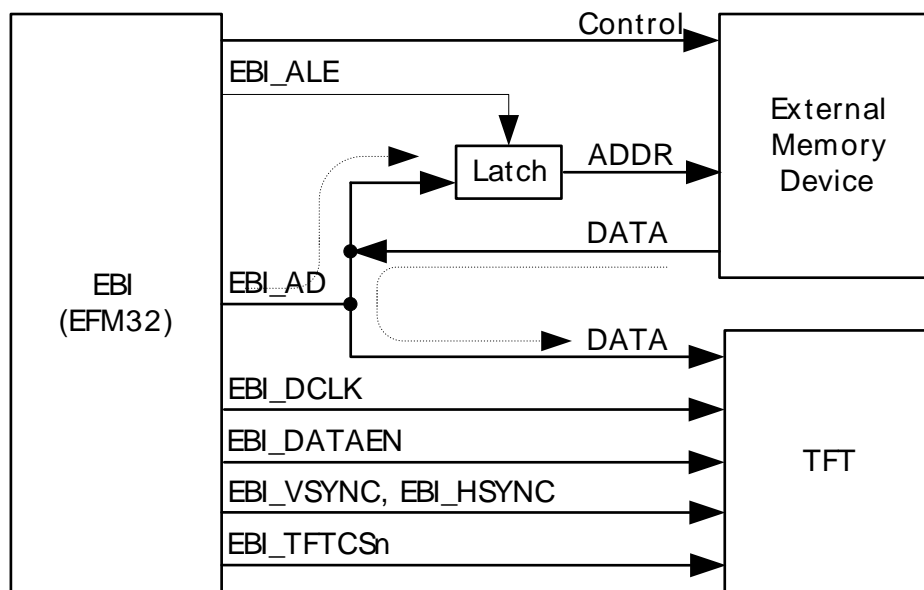 Control
EBI_ALE
External
Memory
Device
Latch
ADDR
DATA
EBI_AD
EBI
(EFM32)
DATA
EBI_DCLK
EBI_DATAEN
TFT
EBI_VSYNC, EBI_HSYNC
EBI_TFTCSn